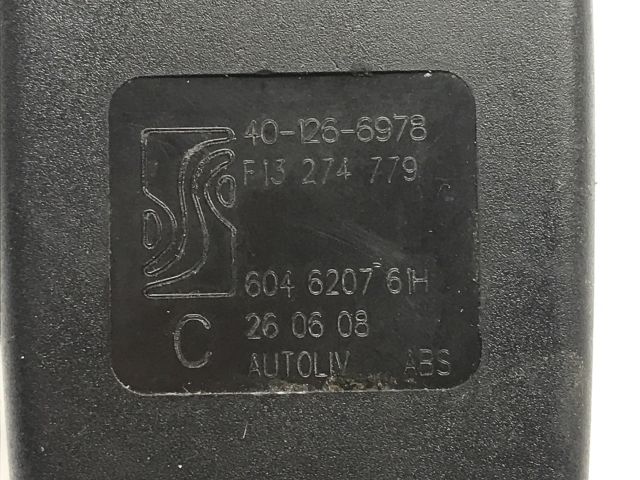 40-126-6978
F13 274 779
604 6207 61H
C
26 06 08
AUTOLIV ABS